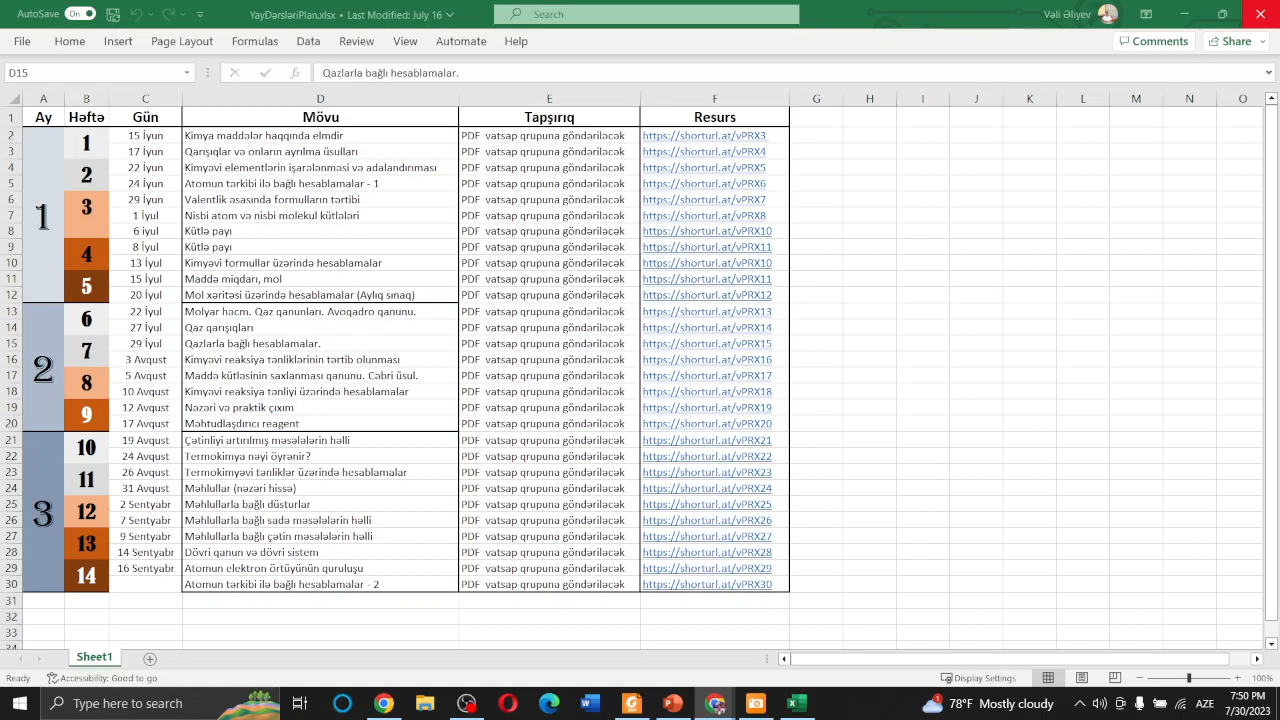 AutoSave On YayDərsləriPlan.xlsx • Last Modified: July 16 Search Vəli Əliyev
File Home Insert Page Layout Formulas Data Review View Automate Help Comments Share
D15 fx Qazlarla bağlı hesablamalar.
A B C D E F G H I J K L M N O
1 Ay Həftə Gün Mövu Tapşırıq Resurs
2 1 1 15 İyun Kimya maddələr haqqında elmdir PDF vatsap qrupuna göndəriləcək https://shorturl.at/vPRX3
3 17 İyun Qarışıqlar və onların ayrılma üsulları PDF vatsap qrupuna göndəriləcək https://shorturl.at/vPRX4
4 2 22 İyun Kimyəvi elementlərin işarələnməsi və adalandırıması PDF vatsap qrupuna göndəriləcək https://shorturl.at/vPRX5
5 24 İyun Atomun tərkibi ilə bağlı hesablamalar - 1 PDF vatsap qrupuna göndəriləcək https://shorturl.at/vPRX6
6 3 29 İyun Valentlik əsasında formulların tərtibi PDF vatsap qrupuna göndəriləcək https://shorturl.at/vPRX7
7 1 İyul Nisbi atom və nisbi molekul kütlələri PDF vatsap qrupuna göndəriləcək https://shorturl.at/vPRX8
8 6 iyul Kütlə payı PDF vatsap qrupuna göndəriləcək https://shorturl.at/vPRX10
9 4 8 İyul Kütlə payı PDF vatsap qrupuna göndəriləcək https://shorturl.at/vPRX11
10 13 İyul Kimyəvi formullar üzərində hesablamalar PDF vatsap qrupuna göndəriləcək https://shorturl.at/vPRX10
11 5 15 İyul Maddə miqdarı, mol PDF vatsap qrupuna göndəriləcək https://shorturl.at/vPRX11
12 20 İyul Mol xəritəsi üzərində hesablamalar (Aylıq sınaq) PDF vatsap qrupuna göndəriləcək https://shorturl.at/vPRX12
13 2 6 22 İyul Molyar həcm. Qaz qanunları. Avoqadro qanunu. PDF vatsap qrupuna göndəriləcək https://shorturl.at/vPRX13
14 27 İyul Qaz qarışıqları PDF vatsap qrupuna göndəriləcək https://shorturl.at/vPRX14
15 7 29 İyul Qazlarla bağlı hesablamalar. PDF vatsap qrupuna göndəriləcək https://shorturl.at/vPRX15
16 3 Avqust Kimyəvi reaksiya tənliklərinin tərtib olunması PDF vatsap qrupuna göndəriləcək https://shorturl.at/vPRX16
17 8 5 Avqust Maddə kütləsinin saxlanması qanunu. Cəbri üsul. PDF vatsap qrupuna göndəriləcək https://shorturl.at/vPRX17
18 10 Avqust Kimyəvi reaksiya tənliyi üzərində hesablamalar PDF vatsap qrupuna göndəriləcək https://shorturl.at/vPRX18
19 9 12 Avqust Nəzəri və praktik çıxım PDF vatsap qrupuna göndəriləcək https://shorturl.at/vPRX19
20 17 Avqust Məhtudlaşdırıcı reagent PDF vatsap qrupuna göndəriləcək https://shorturl.at/vPRX20
21 3 10 19 Avqust Çətinliyi artırılmış məsələlərin həlli PDF vatsap qrupuna göndəriləcək https://shorturl.at/vPRX21
22 24 Avqust Termokimya nəyi öyrənir? PDF vatsap qrupuna göndəriləcək https://shorturl.at/vPRX22
23 11 26 Avqust Termokimyəvi tənliklər üzərində hesablamalar PDF vatsap qrupuna göndəriləcək https://shorturl.at/vPRX23
24 31 Avqust Məhlullar (nəzəri hissə) PDF vatsap qrupuna göndəriləcək https://shorturl.at/vPRX24
25 12 2 Sentyabr Məhlullarla bağlı düsturlar PDF vatsap qrupuna göndəriləcək https://shorturl.at/vPRX25
26 7 Sentyabr Məhlullarla bağlı sadə məsələlərin həlli PDF vatsap qrupuna göndəriləcək https://shorturl.at/vPRX26
27 13 9 Sentyabr Məhlullarla bağlı çətin məsələlərin həlli PDF vatsap qrupuna göndəriləcək https://shorturl.at/vPRX27
28 14 Sentyabr Dövri qanun və dövri sistem PDF vatsap qrupuna göndəriləcək https://shorturl.at/vPRX28
29 14 16 Sentyabr Atomun elektron örtüyünün quruluşu PDF vatsap qrupuna göndəriləcək https://shorturl.at/vPRX29
30 Atomun tərkibi ilə bağlı hesablamalar - 2 PDF vatsap qrupuna göndəriləcək https://shorturl.at/vPRX30
31
32
33
34
Sheet1
Ready Accessibility: Good to go Display Settings 100%
Type here to search 78°F Mostly cloudy AZE 7:50 PM
7/30/2023